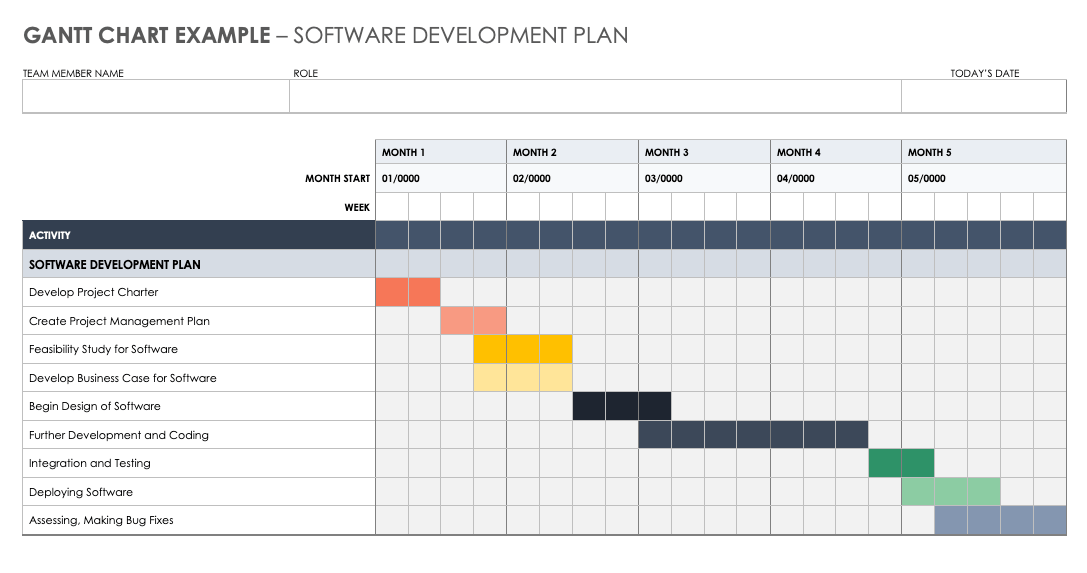 GANTT CHART EXAMPLE – SOFTWARE DEVELOPMENT PLAN
TEAM MEMBER NAME ROLE TODAY'S DATE
MONTH 1 MONTH 2 MONTH 3 MONTH 4 MONTH 5
MONTH START 01/0000 02/0000 03/0000 04/0000 05/0000
WEEK
ACTIVITY
SOFTWARE DEVELOPMENT PLAN
Develop Project Charter
Create Project Management Plan
Feasibility Study for Software
Develop Business Case for Software
Begin Design of Software
Further Development and Coding
Integration and Testing
Deploying Software
Assessing, Making Bug Fixes